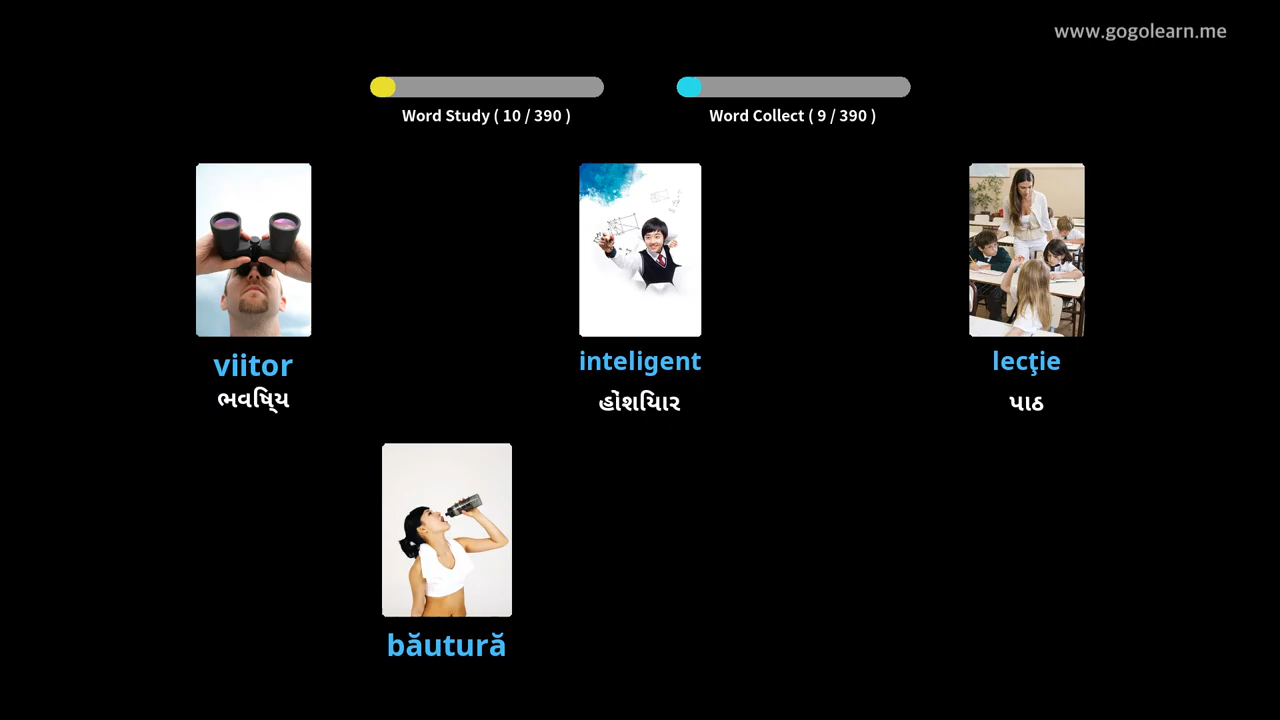 www.gogolearn.me
Word Study ( 10 / 390 )
Word Collect ( 9 / 390 )
viitor
ભવષ્યિ
inteligent
હોંશિયાર
lecţie
પાઠ
băutură